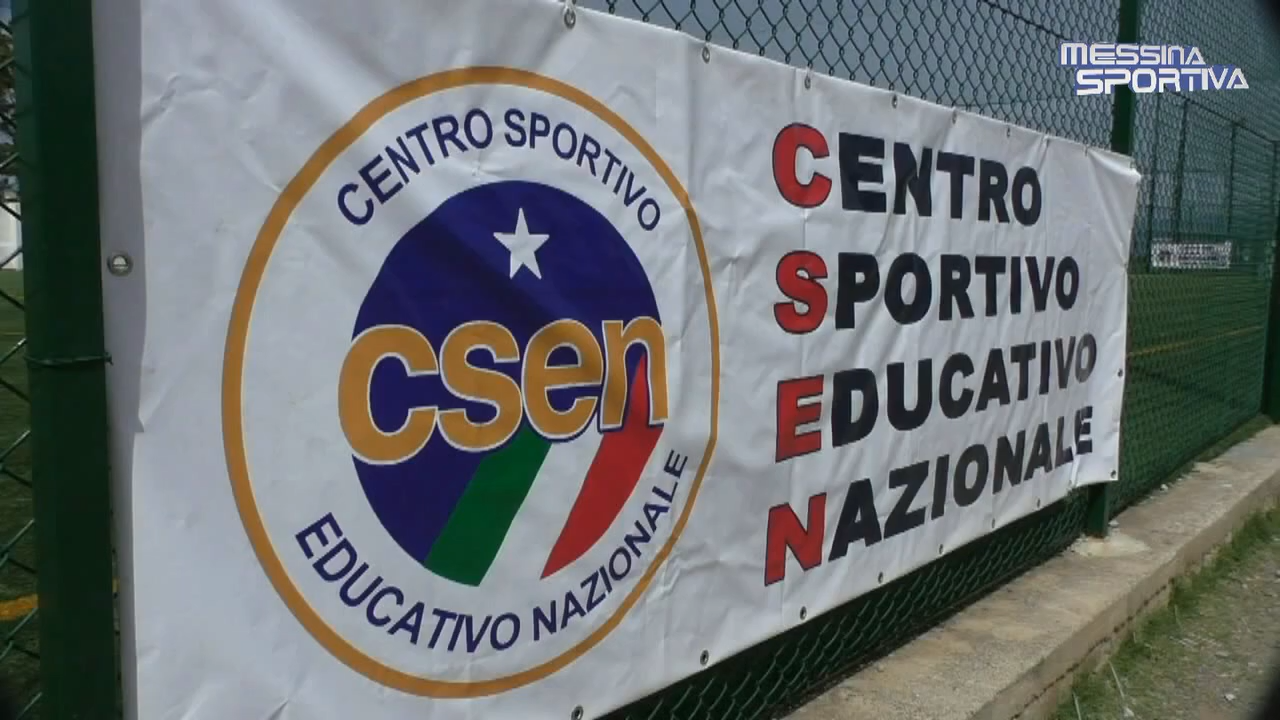 MESSINA
SPORTIVA
CENTRO SPORTIVO
csen
EDUCATIVO NAZIONALE
CENTRO
SPORTIVO
EDUCATIVO
NAZIONALE